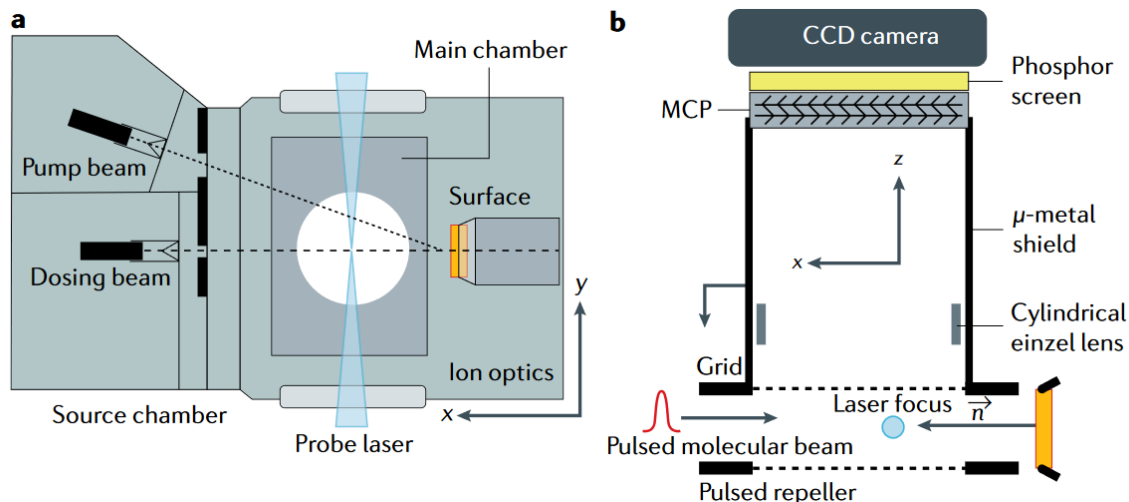 a
Main chamber
Pump beam
Surface
Dosing beam
y
Ion optics
x
Source chamber
Probe laser
b
CCD camera
Phosphor
screen
MCP
z
μ-metal
shield
x
Cylindrical
einzel lens
Grid
Laser focus
n
Pulsed molecular beam
Pulsed repeller